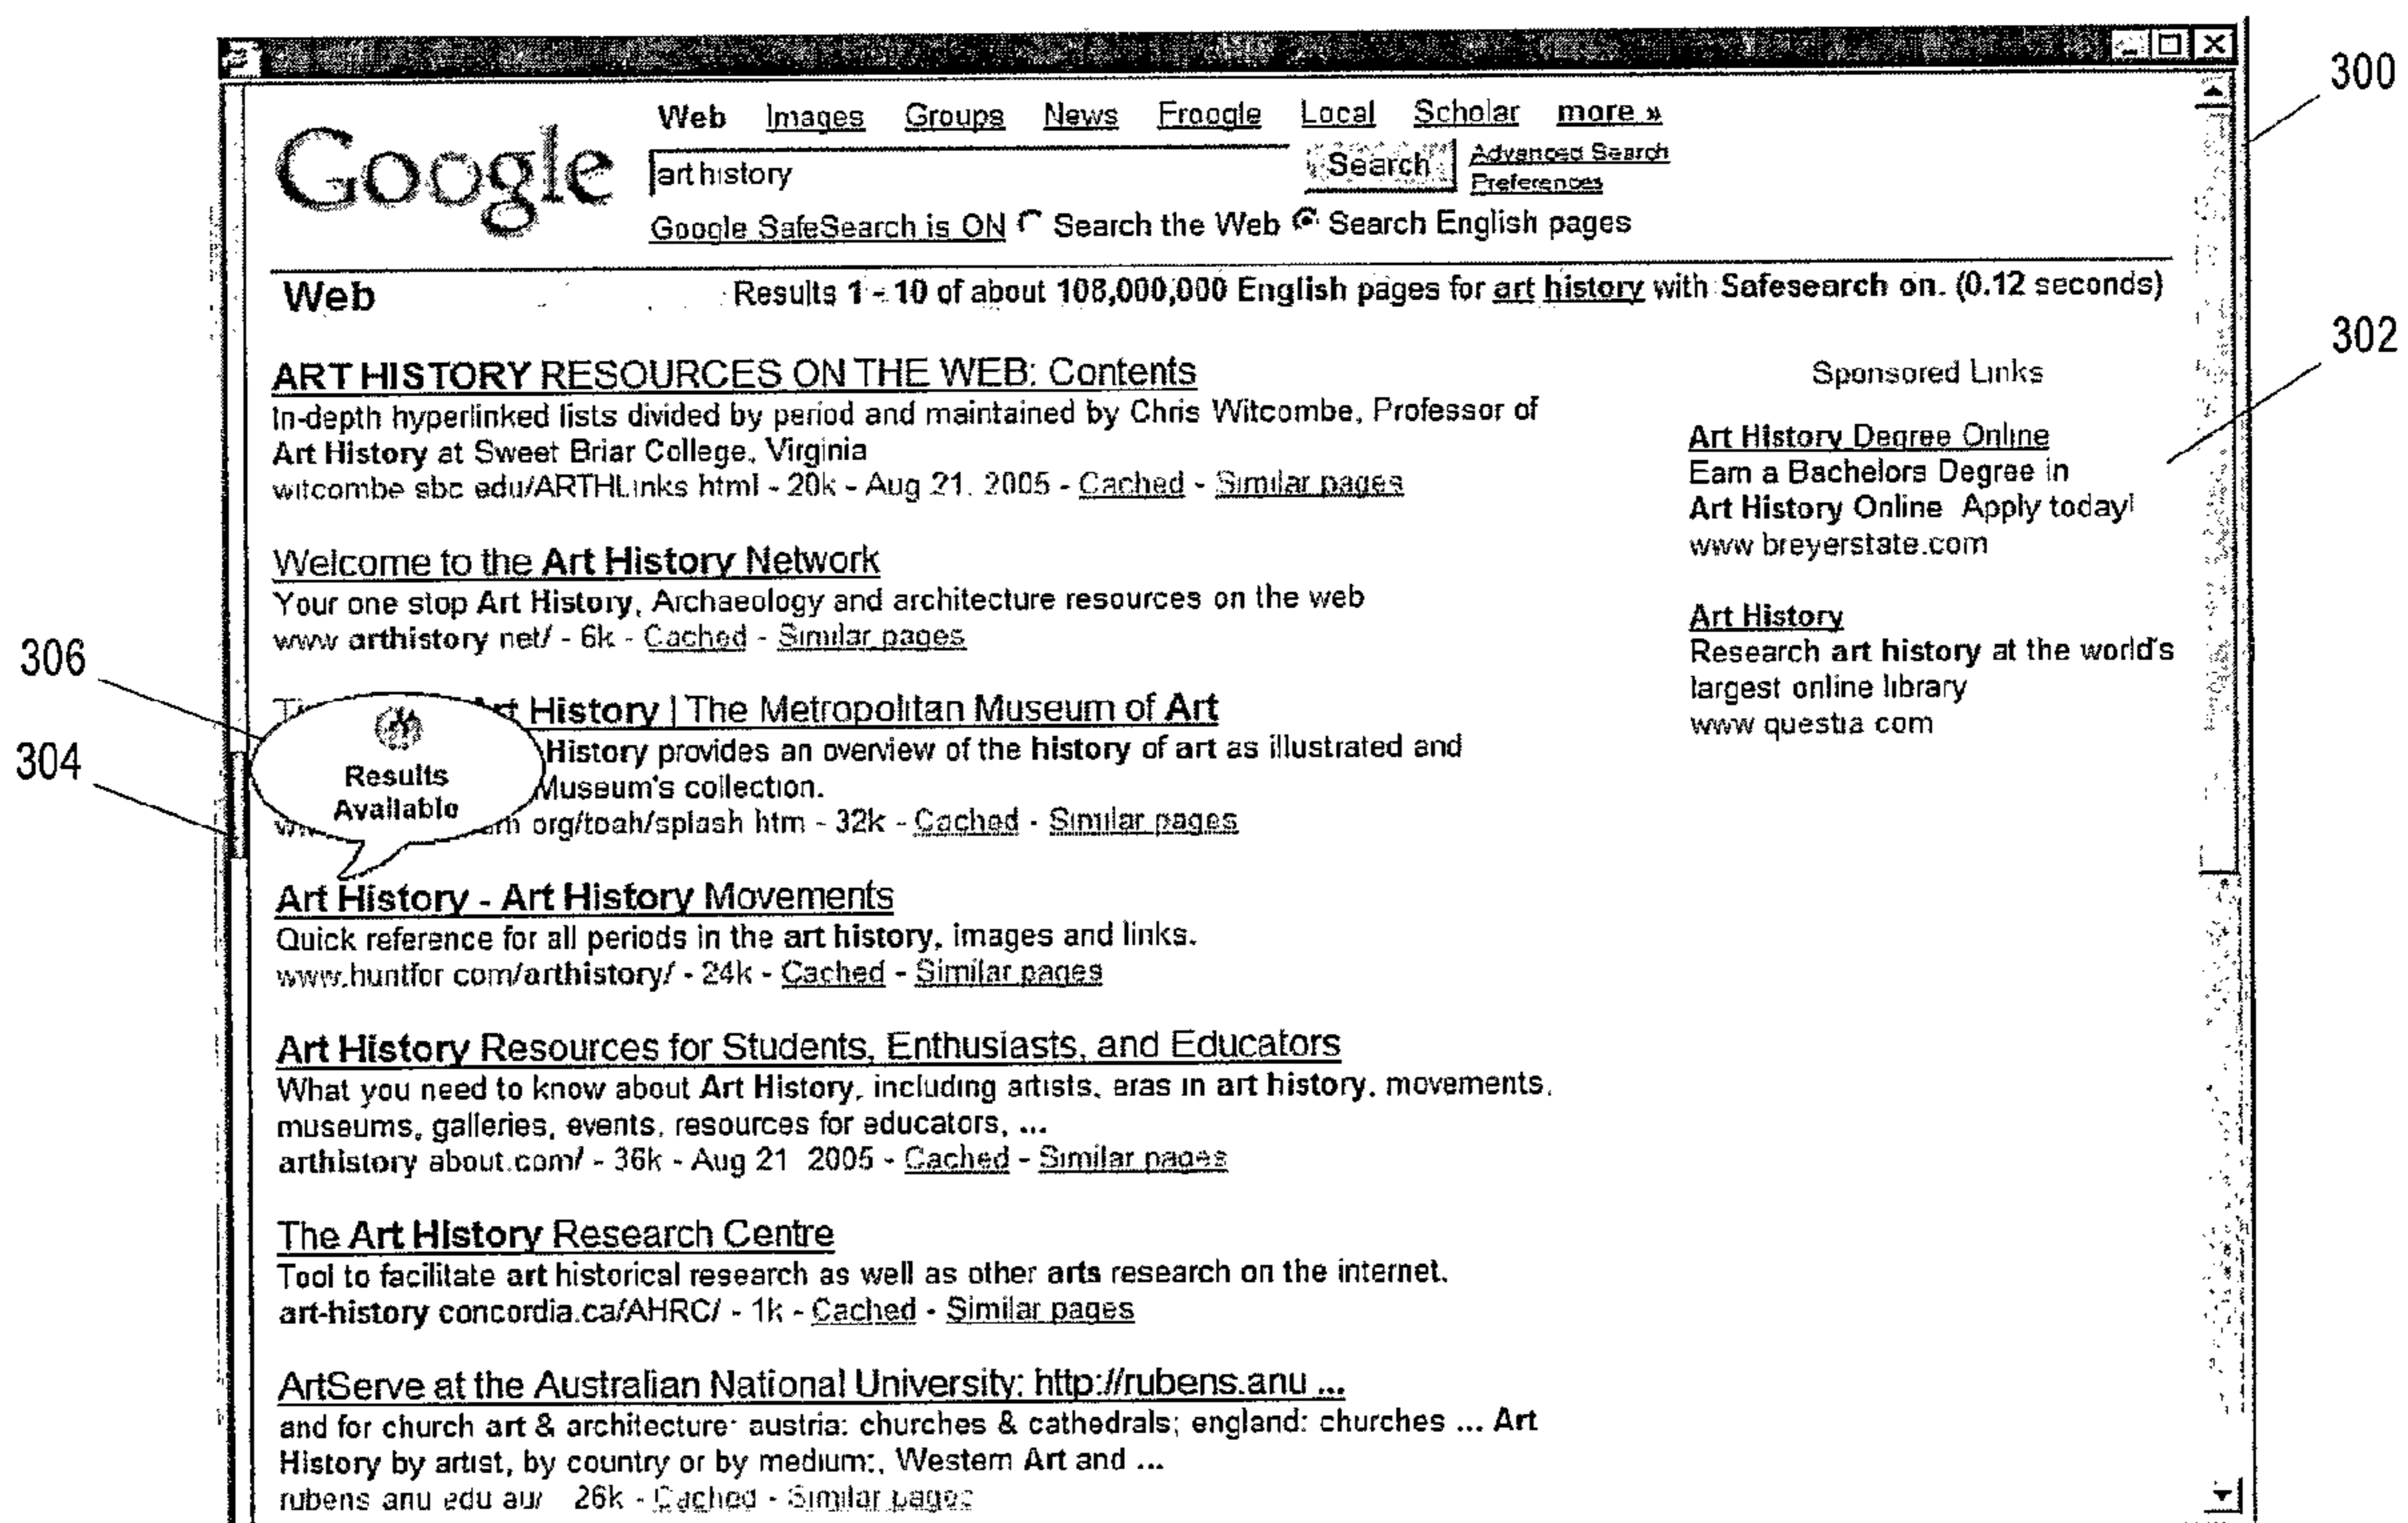 300
Web Images Groups News Froogle Local Scholar more »
Google
art history
Search
Advanced Search
Preferences
Google SafeSearch is ON Search the Web Search English pages
Web Results 1 - 10 of about 108,000,000 English pages for art history with Safesearch on. (0.12 seconds)
302
ART HISTORY RESOURCES ON THE WEB: Contents
In-depth hyperlinked lists divided by period and maintained by Chris Witcombe, Professor of
Art History at Sweet Briar College, Virginia
witcombe sbc edu/ARTHLinks html - 20k - Aug 21, 2005 - Cached - Similar pages
Welcome to the Art History Network
Your one stop Art History, Archaeology and architecture resources on the web
www arthistory net/ - 6k - Cached - Similar pages
306
304
Results
Available
Art History | The Metropolitan Museum of Art
History provides an overview of the history of art as illustrated and
Museum's collection.
org/toah/splash htm - 32k - Cached - Similar pages
Art History - Art History Movements
Quick reference for all periods in the art history, images and links.
www.huntfor com/arthistory/ - 24k - Cached - Similar pages
Art History Resources for Students, Enthusiasts, and Educators
What you need to know about Art History, including artists, eras in art history, movements,
museums, galleries, events, resources for educators, ...
arthistory about.com/ - 36k - Aug 21 2005 - Cached - Similar pages
The Art History Research Centre
Tool to facilitate art historical research as well as other arts research on the internet.
art-history concordia.ca/AHRC/ - 1k - Cached - Similar pages
ArtServe at the Australian National University: http://rubens.anu ...
and for church art & architecture· austria: churches & cathedrals; england: churches ... Art
History by artist, by country or by medium:, Western Art and ...
rubens anu edu au/ 26k - Cached - Similar pages
Sponsored Links
Art History Degree Online
Earn a Bachelors Degree in
Art History Online Apply today!
www breyerstate.com
Art History
Research art history at the world's
largest online library
www questia com